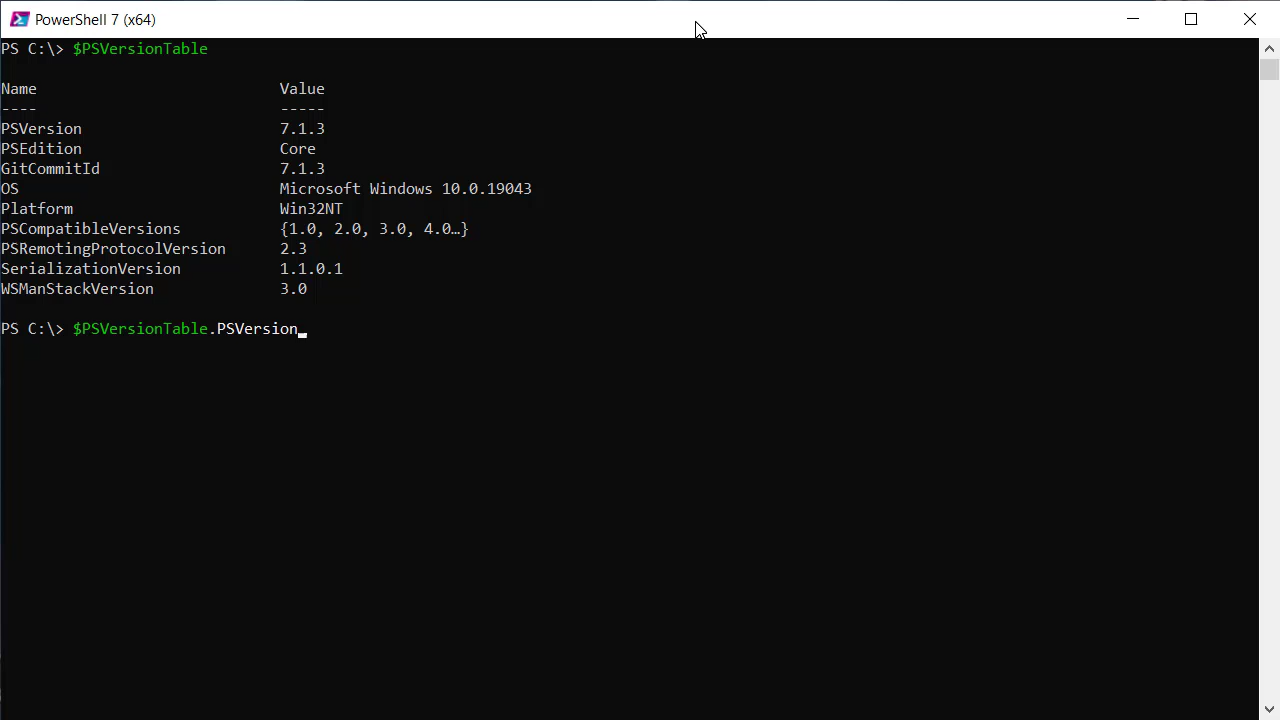 PowerShell 7 (x64)
PS C:\> $PSVersionTable
Name                           Value
----                           -----
PSVersion                      7.1.3
PSEdition                      Core
GitCommitId                    7.1.3
OS                             Microsoft Windows 10.0.19043
Platform                       Win32NT
PSCompatibleVersions           {1.0, 2.0, 3.0, 4.0…}
PSRemotingProtocolVersion      2.3
SerializationVersion           1.1.0.1
WSManStackVersion              3.0
PS C:\> $PSVersionTable.PSVersion